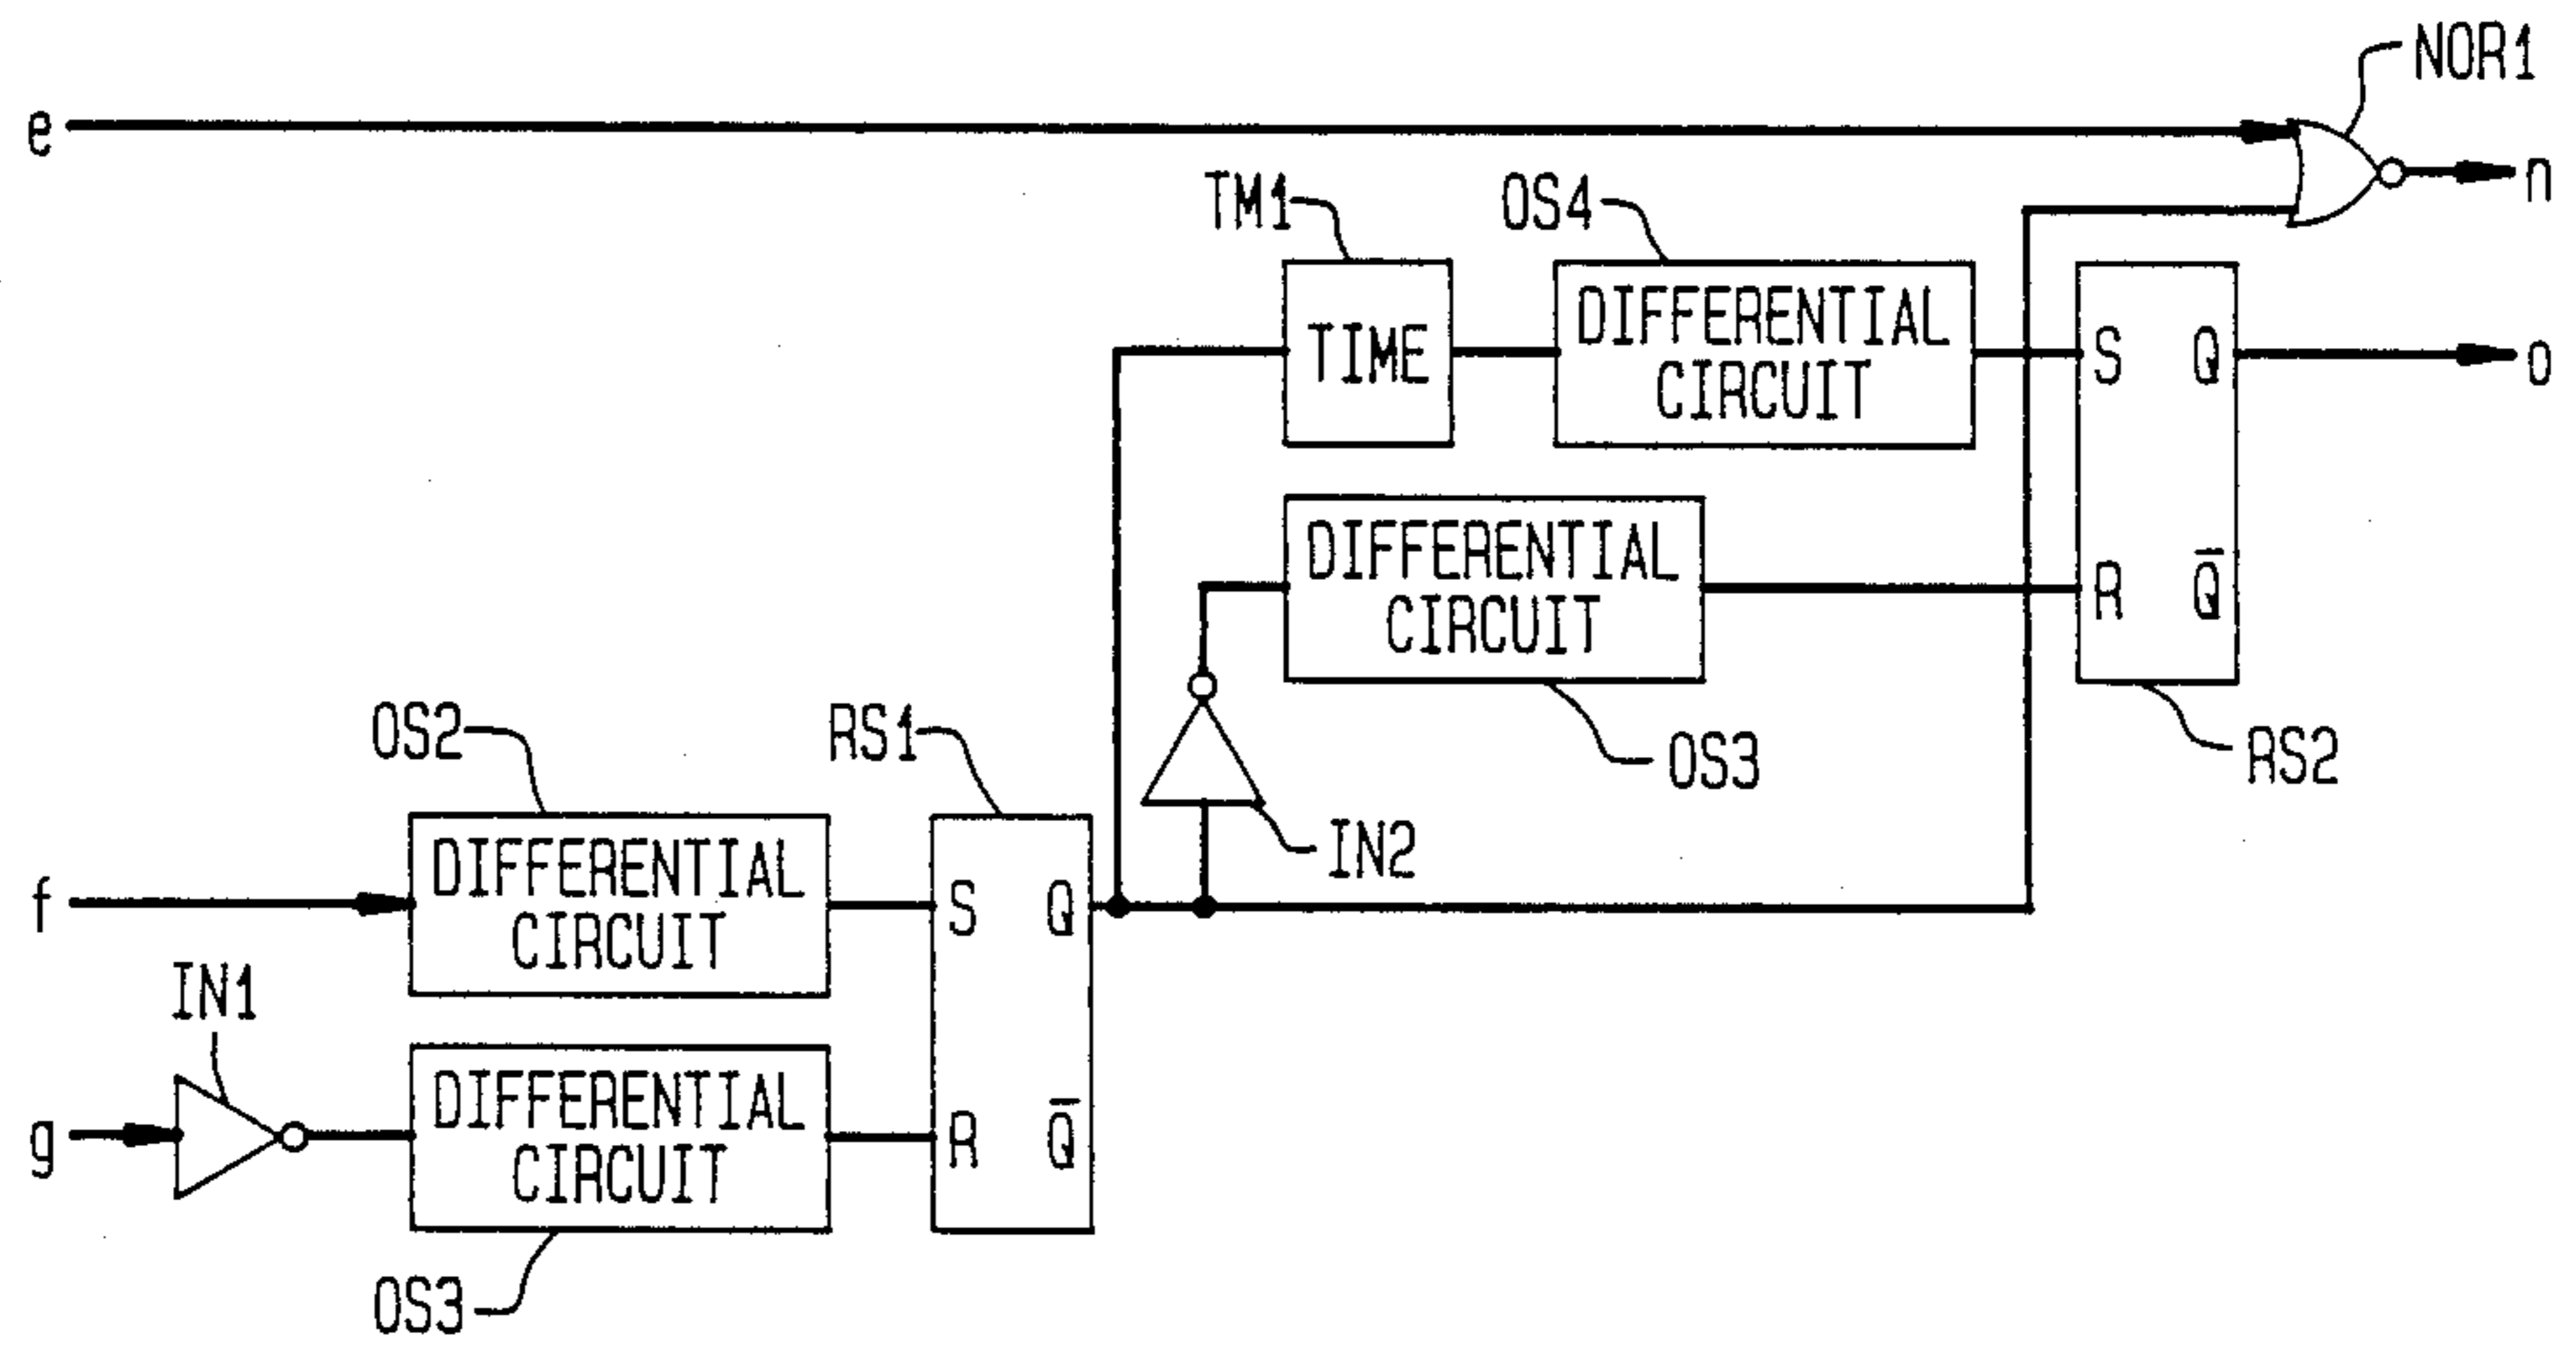 NOR1
e
n
TM1
OS4
TIME
DIFFERENTIAL
CIRCUIT
S Q
o
DIFFERENTIAL
CIRCUIT
R Q̅
OS3
RS2
IN2
OS2
RS1
f
DIFFERENTIAL
CIRCUIT
S Q
IN1
g
DIFFERENTIAL
CIRCUIT
R Q̅
OS3